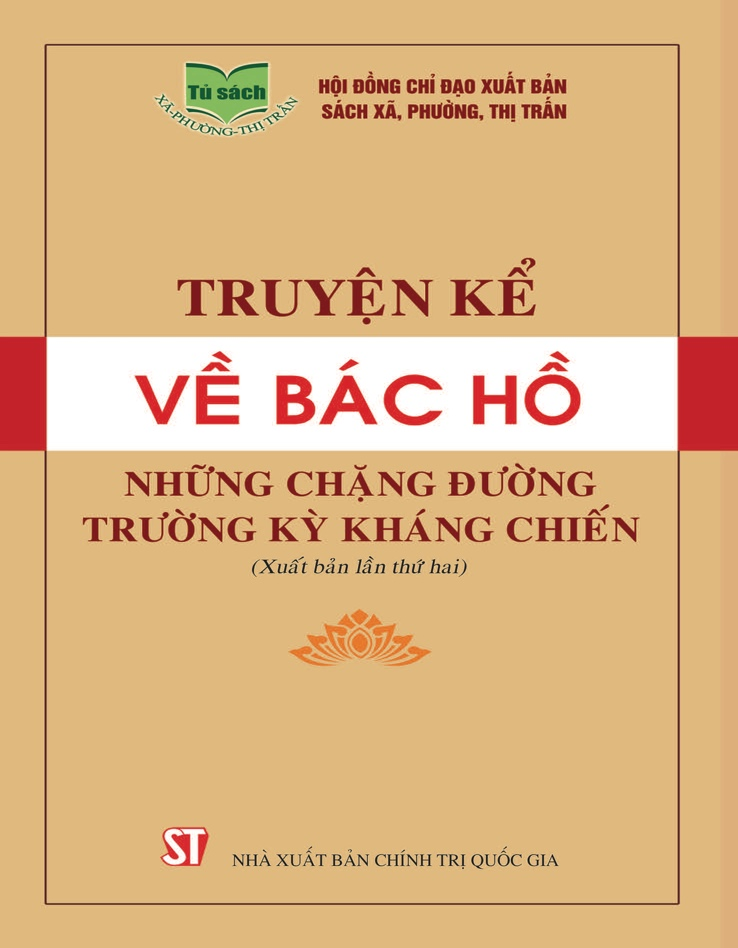 Tủ sách
XÃ-PHƯỜNG-THỊ TRẤN
HỘI ĐỒNG CHỈ ĐẠO XUẤT BẢN
SÁCH XÃ, PHƯỜNG, THỊ TRẤN
TRUYỆN KỂ
VỀ BÁC HỒ
NHỮNG CHẶNG ĐƯỜNG
TRƯỜNG KỲ KHÁNG CHIẾN
(Xuất bản lần thứ hai)
ST
NHÀ XUẤT BẢN CHÍNH TRỊ QUỐC GIA